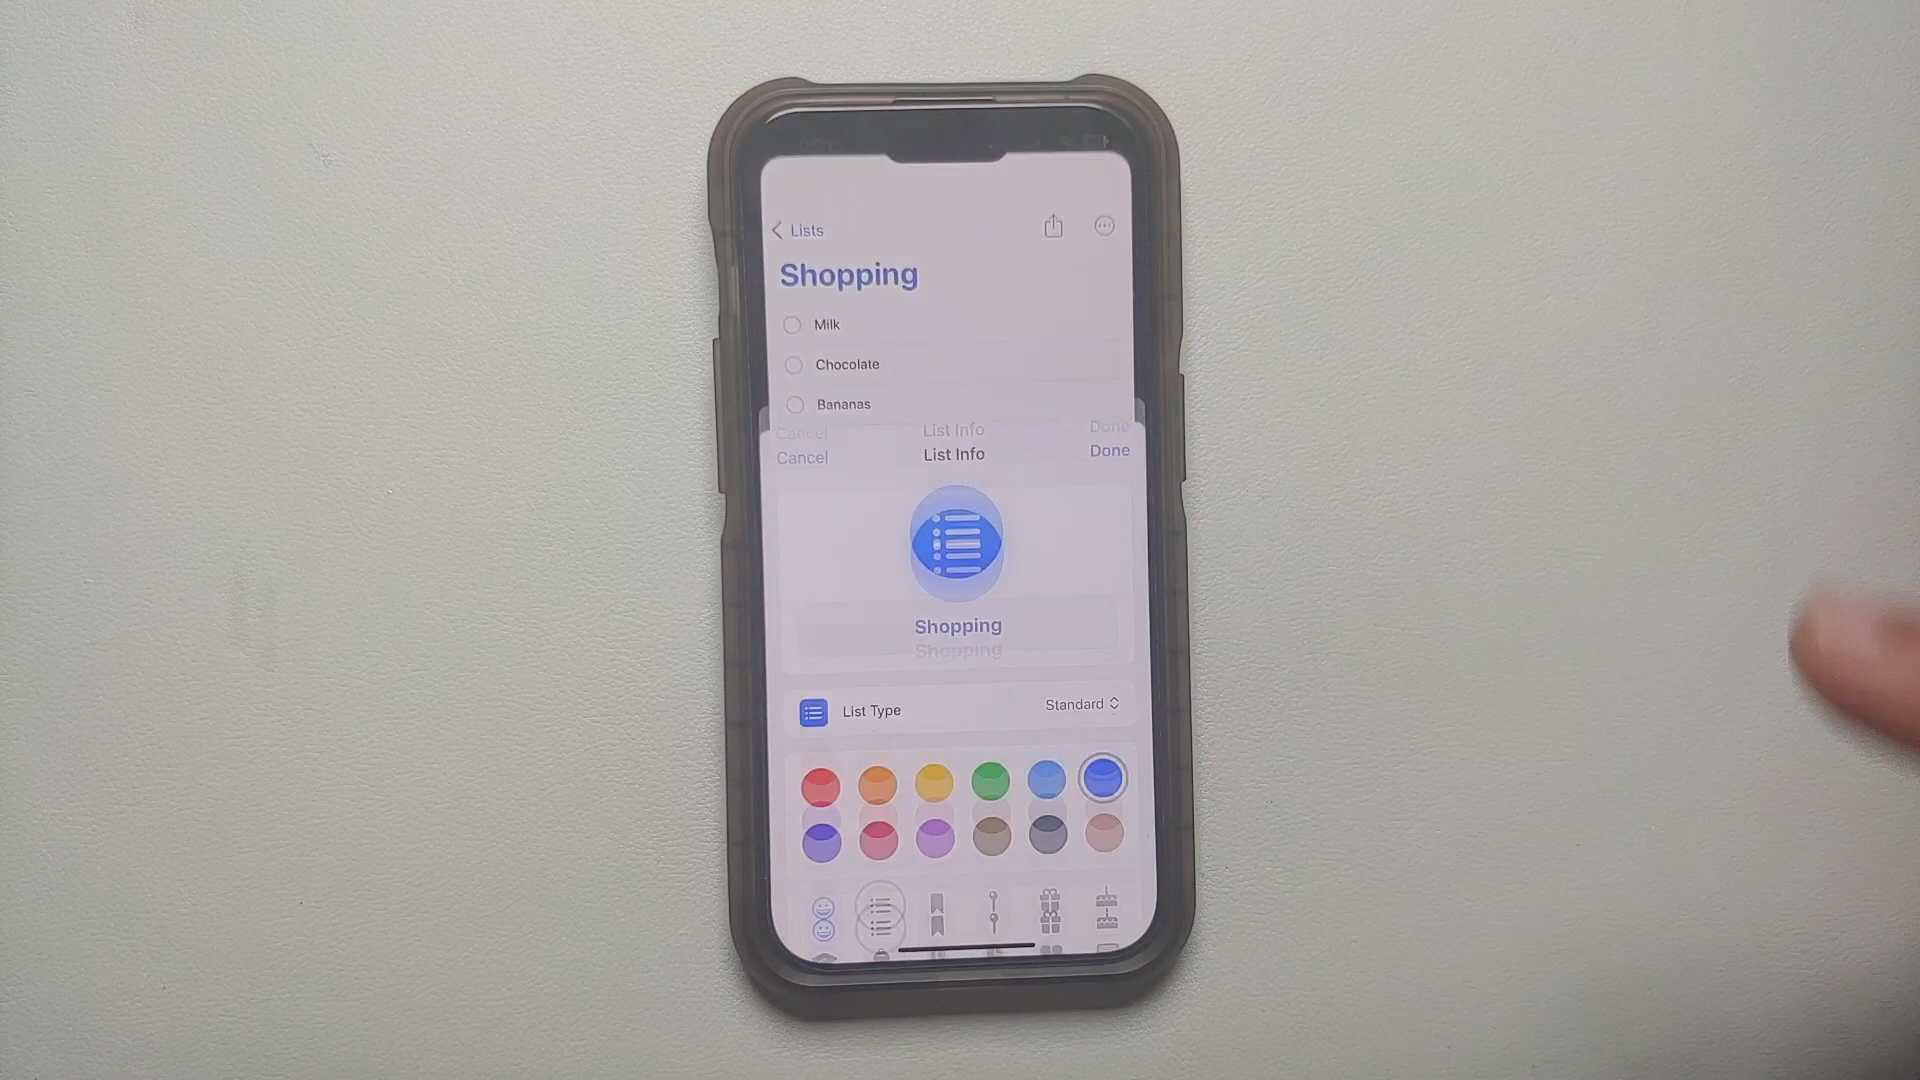 Lists
Shopping
Milk
Chocolate
Bananas
Cancel List Info Done
Cancel List Info Done
Shopping
Shopping
List Type Standard